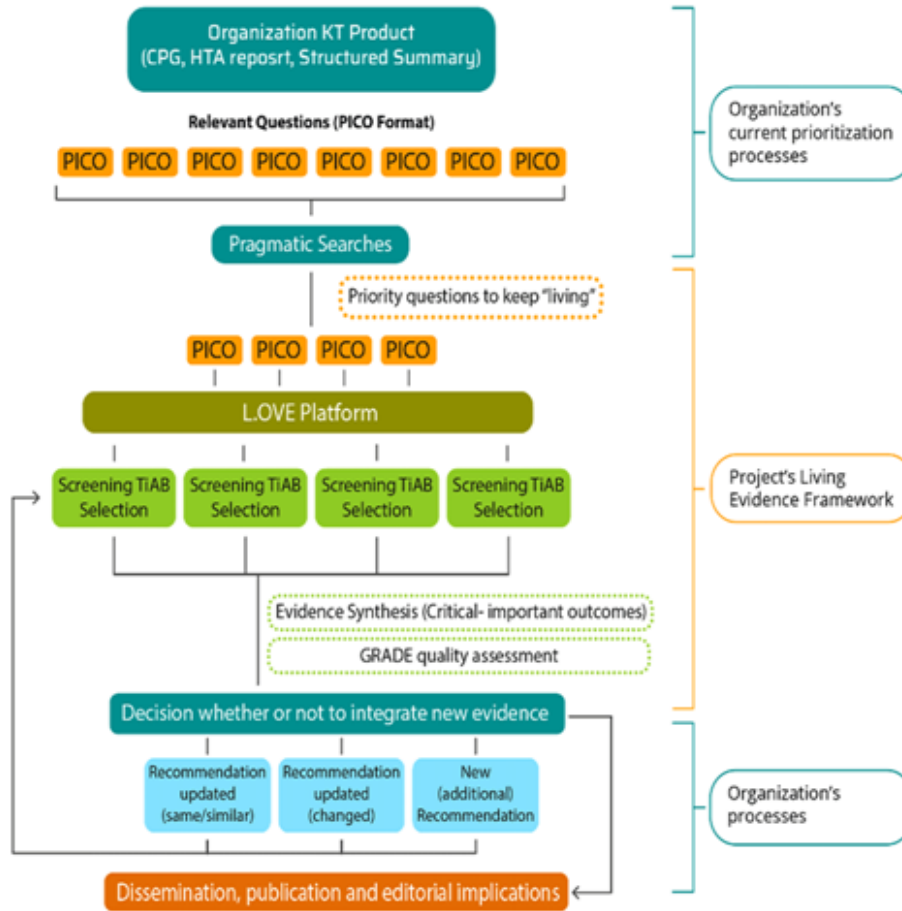 Organization KT Product
(CPG, HTA reposrt, Structured Summary)
Relevant Questions (PICO Format)
PICO PICO PICO PICO PICO PICO PICO PICO
Organization's
current prioritization
processes
Pragmatic Searches
Priority questions to keep "living"
PICO PICO PICO PICO
L.OVE Platform
Screening TiAB
Selection
Screening TiAB
Selection
Screening TiAB
Selection
Screening TiAB
Selection
Project's Living
Evidence Framework
Evidence Synthesis (Critical- important outcomes)
GRADE quality assessment
Decision whether or not to integrate new evidence
Recommendation
updated
(same/similar)
Recommendation
updated
(changed)
New
(additional)
Recommendation
Organization's
processes
Dissemination, publication and editorial implications